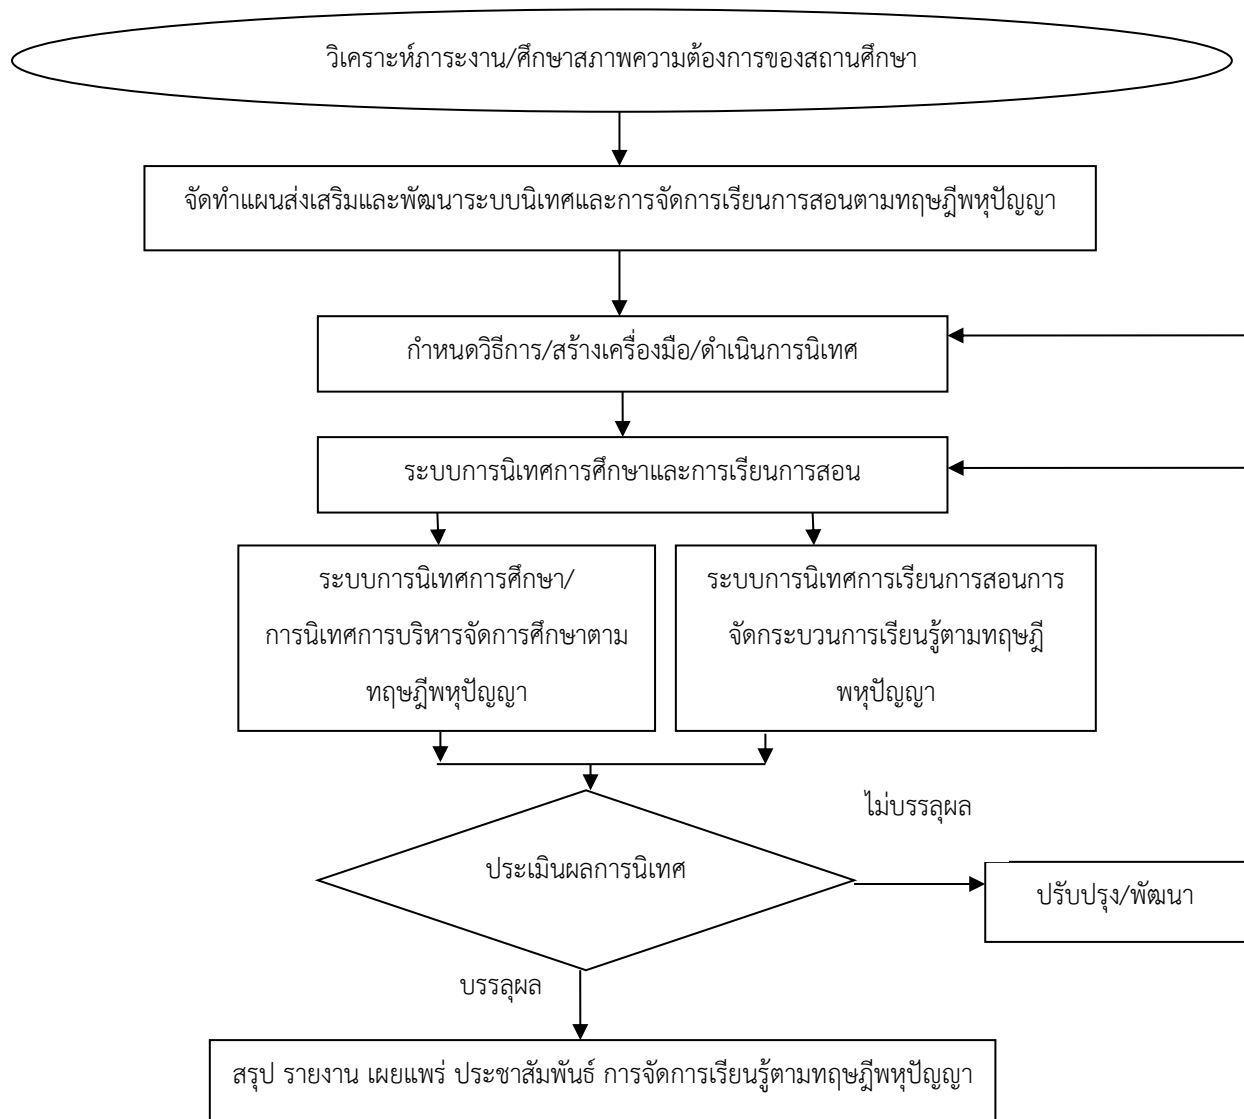 วิเคราะห์ภาระงาน/ศึกษาสภาพความต้องการของสถานศึกษา
จัดทำแผนส่งเสริมและพัฒนาระบบนิเทศและการจัดการเรียนการสอนตามทฤษฎีพหุปัญญา
กำหนดวิธีการ/สร้างเครื่องมือ/ดำเนินการนิเทศ
ระบบการนิเทศการศึกษาและการเรียนการสอน
ระบบการนิเทศการศึกษา/
การนิเทศการบริหารจัดการศึกษาตาม
ทฤษฎีพหุปัญญา
ระบบการนิเทศการเรียนการสอนการ
จัดกระบวนการเรียนรู้ตามทฤษฎี
พหุปัญญา
ไม่บรรลุผล
ประเมินผลการนิเทศ
ปรับปรุง/พัฒนา
บรรลุผล
สรุป รายงาน เผยแพร่ ประชาสัมพันธ์ การจัดการเรียนรู้ตามทฤษฎีพหุปัญญา